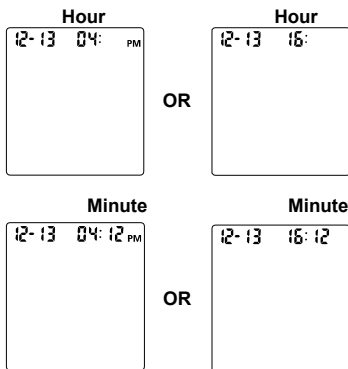 Hour Hour
12-13 04: PM 12-13 16:
OR
Minute Minute
12-13 04:12 PM 12-13 16:12
OR